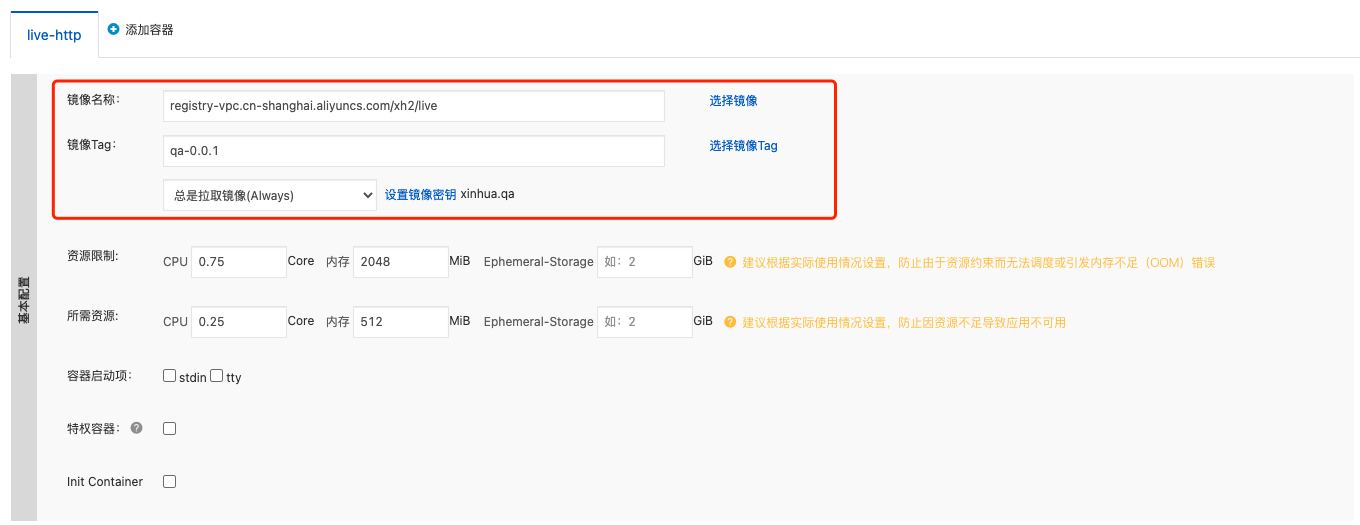 live-http 添加容器
镜像名称： registry-vpc.cn-shanghai.aliyuncs.com/xh2/live 选择镜像
镜像Tag： qa-0.0.1 选择镜像Tag
总是拉取镜像(Always) 设置镜像密钥 xinhua.qa
资源限制: CPU 0.75 Core 内存 2048 MiB Ephemeral-Storage 如：2 GiB 建议根据实际使用情况设置，防止由于资源约束而无法调度或引发内存不足（OOM）错误
基本配置
所需资源: CPU 0.25 Core 内存 512 MiB Ephemeral-Storage 如：2 GiB 建议根据实际使用情况设置，防止因资源不足导致应用不可用
容器启动项： stdin tty
特权容器：
Init Container